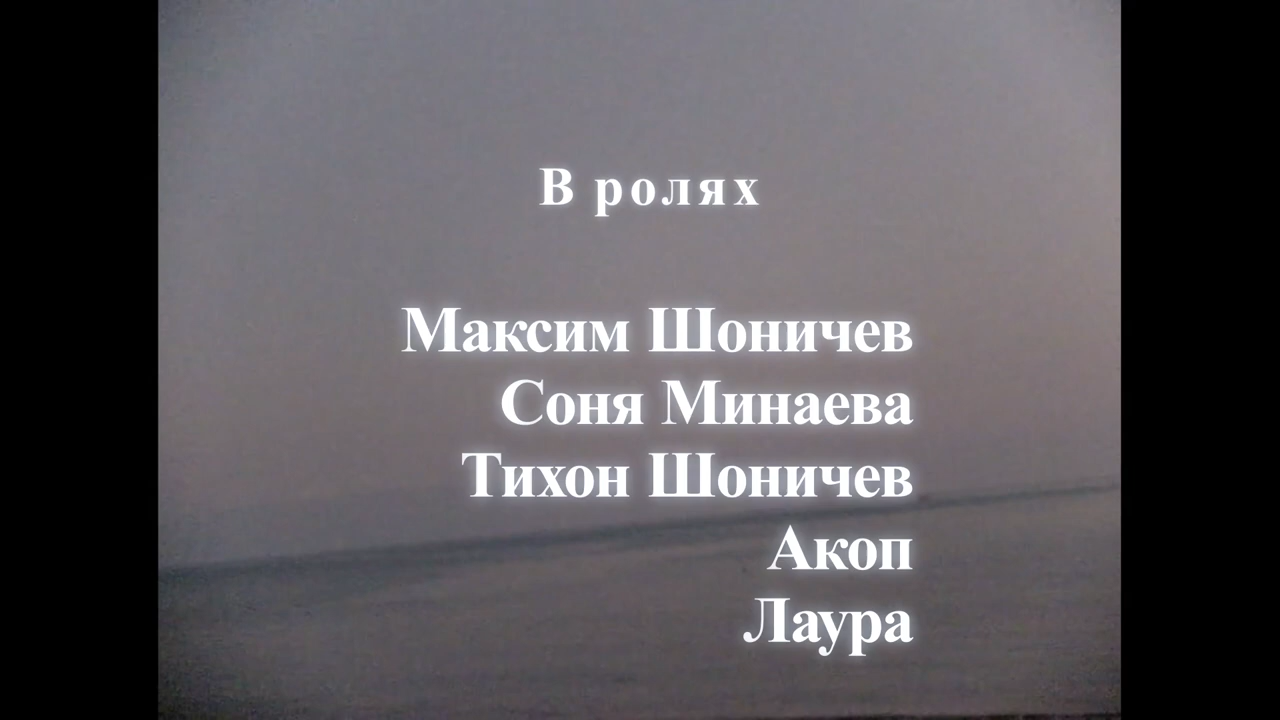 В ролях
Максим Шоничев
Соня Минаева
Тихон Шоничев
Акоп
Лаура